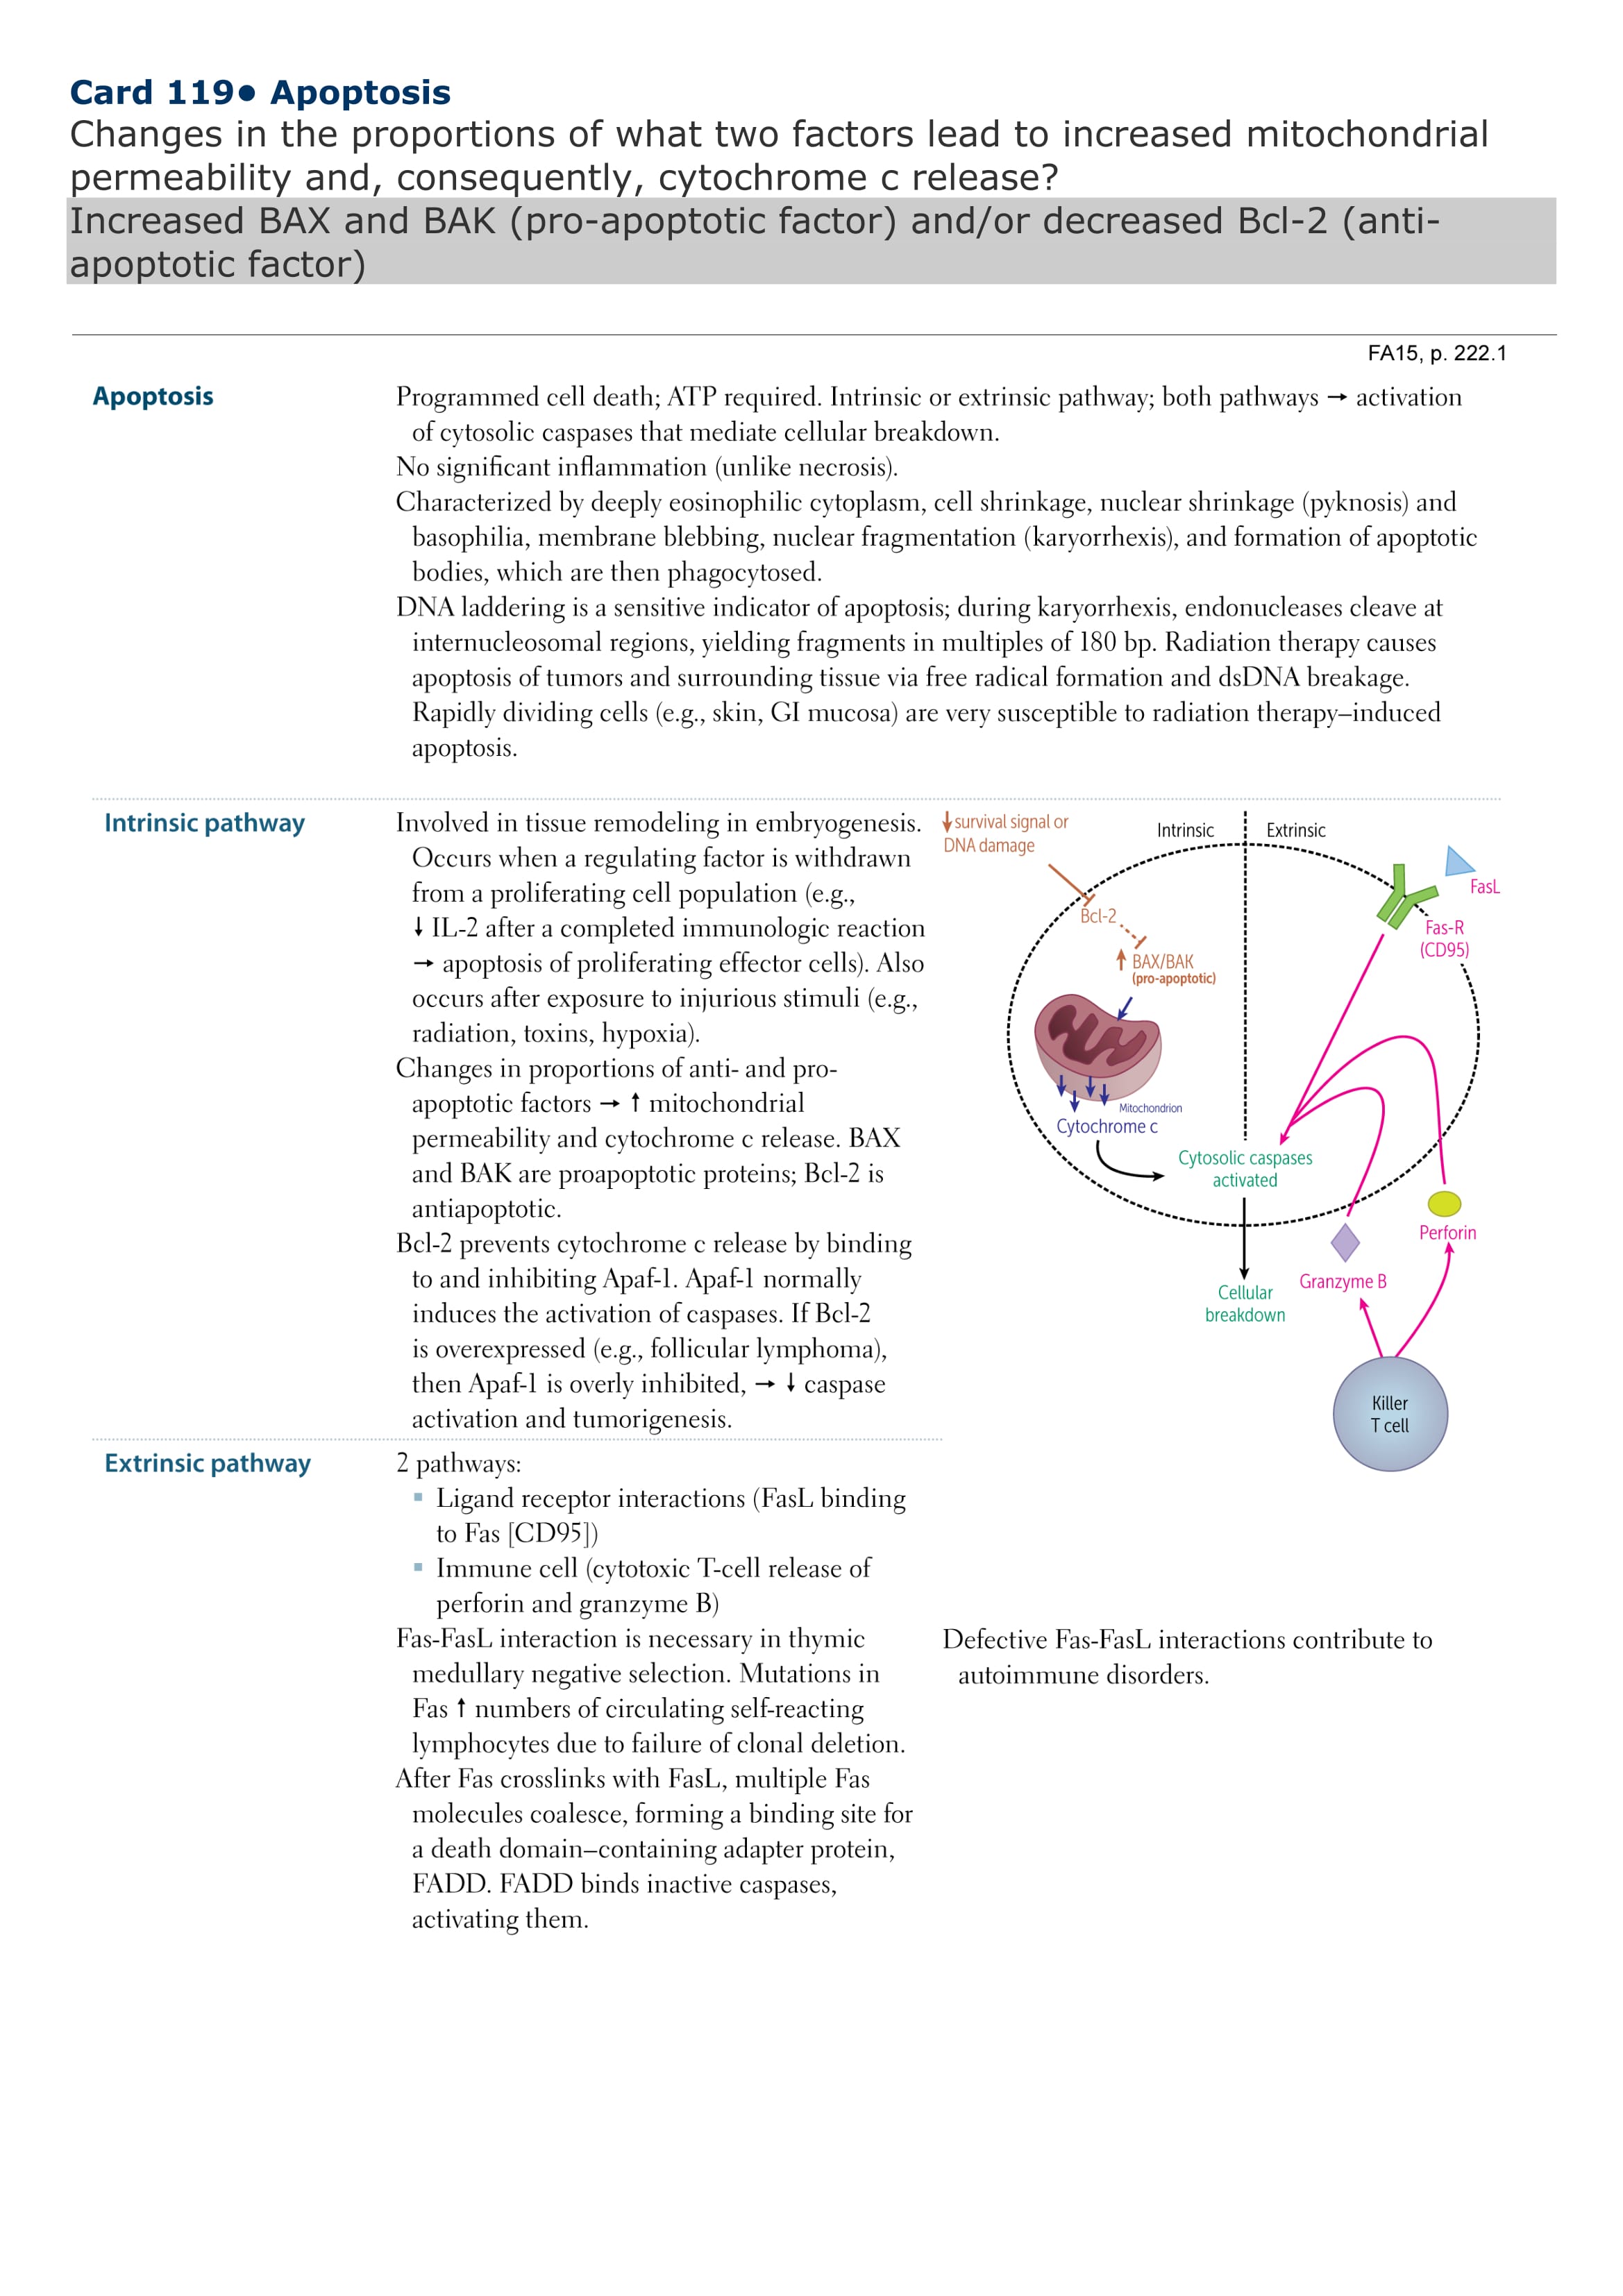 Card 119• Apoptosis
Changes in the proportions of what two factors lead to increased mitochondrial
permeability and, consequently, cytochrome c release?
Increased BAX and BAK (pro-apoptotic factor) and/or decreased Bcl-2 (anti-
apoptotic factor)
FA15, p. 222.1
Apoptosis
Programmed cell death; ATP required. Intrinsic or extrinsic pathway; both pathways → activation
of cytosolic caspases that mediate cellular breakdown.
No significant inflammation (unlike necrosis).
Characterized by deeply eosinophilic cytoplasm, cell shrinkage, nuclear shrinkage (pyknosis) and
basophilia, membrane blebbing, nuclear fragmentation (karyorrhexis), and formation of apoptotic
bodies, which are then phagocytosed.
DNA laddering is a sensitive indicator of apoptosis; during karyorrhexis, endonucleases cleave at
internucleosomal regions, yielding fragments in multiples of 180 bp. Radiation therapy causes
apoptosis of tumors and surrounding tissue via free radical formation and dsDNA breakage.
Rapidly dividing cells (e.g., skin, GI mucosa) are very susceptible to radiation therapy–induced
apoptosis.
Intrinsic pathway
Involved in tissue remodeling in embryogenesis.
Occurs when a regulating factor is withdrawn
from a proliferating cell population (e.g.,
↓ IL-2 after a completed immunologic reaction
→ apoptosis of proliferating effector cells). Also
occurs after exposure to injurious stimuli (e.g.,
radiation, toxins, hypoxia).
Changes in proportions of anti- and pro-
apoptotic factors → ↑ mitochondrial
permeability and cytochrome c release. BAX
and BAK are proapoptotic proteins; Bcl-2 is
antiapoptotic.
Bcl-2 prevents cytochrome c release by binding
to and inhibiting Apaf-1. Apaf-1 normally
induces the activation of caspases. If Bcl-2
is overexpressed (e.g., follicular lymphoma),
then Apaf-1 is overly inhibited, → ↓ caspase
activation and tumorigenesis.
↓ survival signal or
DNA damage
Intrinsic
Extrinsic
FasL
Bcl-2
Fas-R
(CD95)
↑ BAX/BAK
(pro-apoptotic)
Mitochondrion
Cytochrome c
Cytosolic caspases
activated
Perforin
Granzyme B
Cellular
breakdown
Killer
T cell
Extrinsic pathway
2 pathways:
▪ Ligand receptor interactions (FasL binding
to Fas [CD95])
▪ Immune cell (cytotoxic T-cell release of
perforin and granzyme B)
Fas-FasL interaction is necessary in thymic
medullary negative selection. Mutations in
Fas ↑ numbers of circulating self-reacting
lymphocytes due to failure of clonal deletion.
After Fas crosslinks with FasL, multiple Fas
molecules coalesce, forming a binding site for
a death domain–containing adapter protein,
FADD. FADD binds inactive caspases,
activating them.
Defective Fas-FasL interactions contribute to
autoimmune disorders.